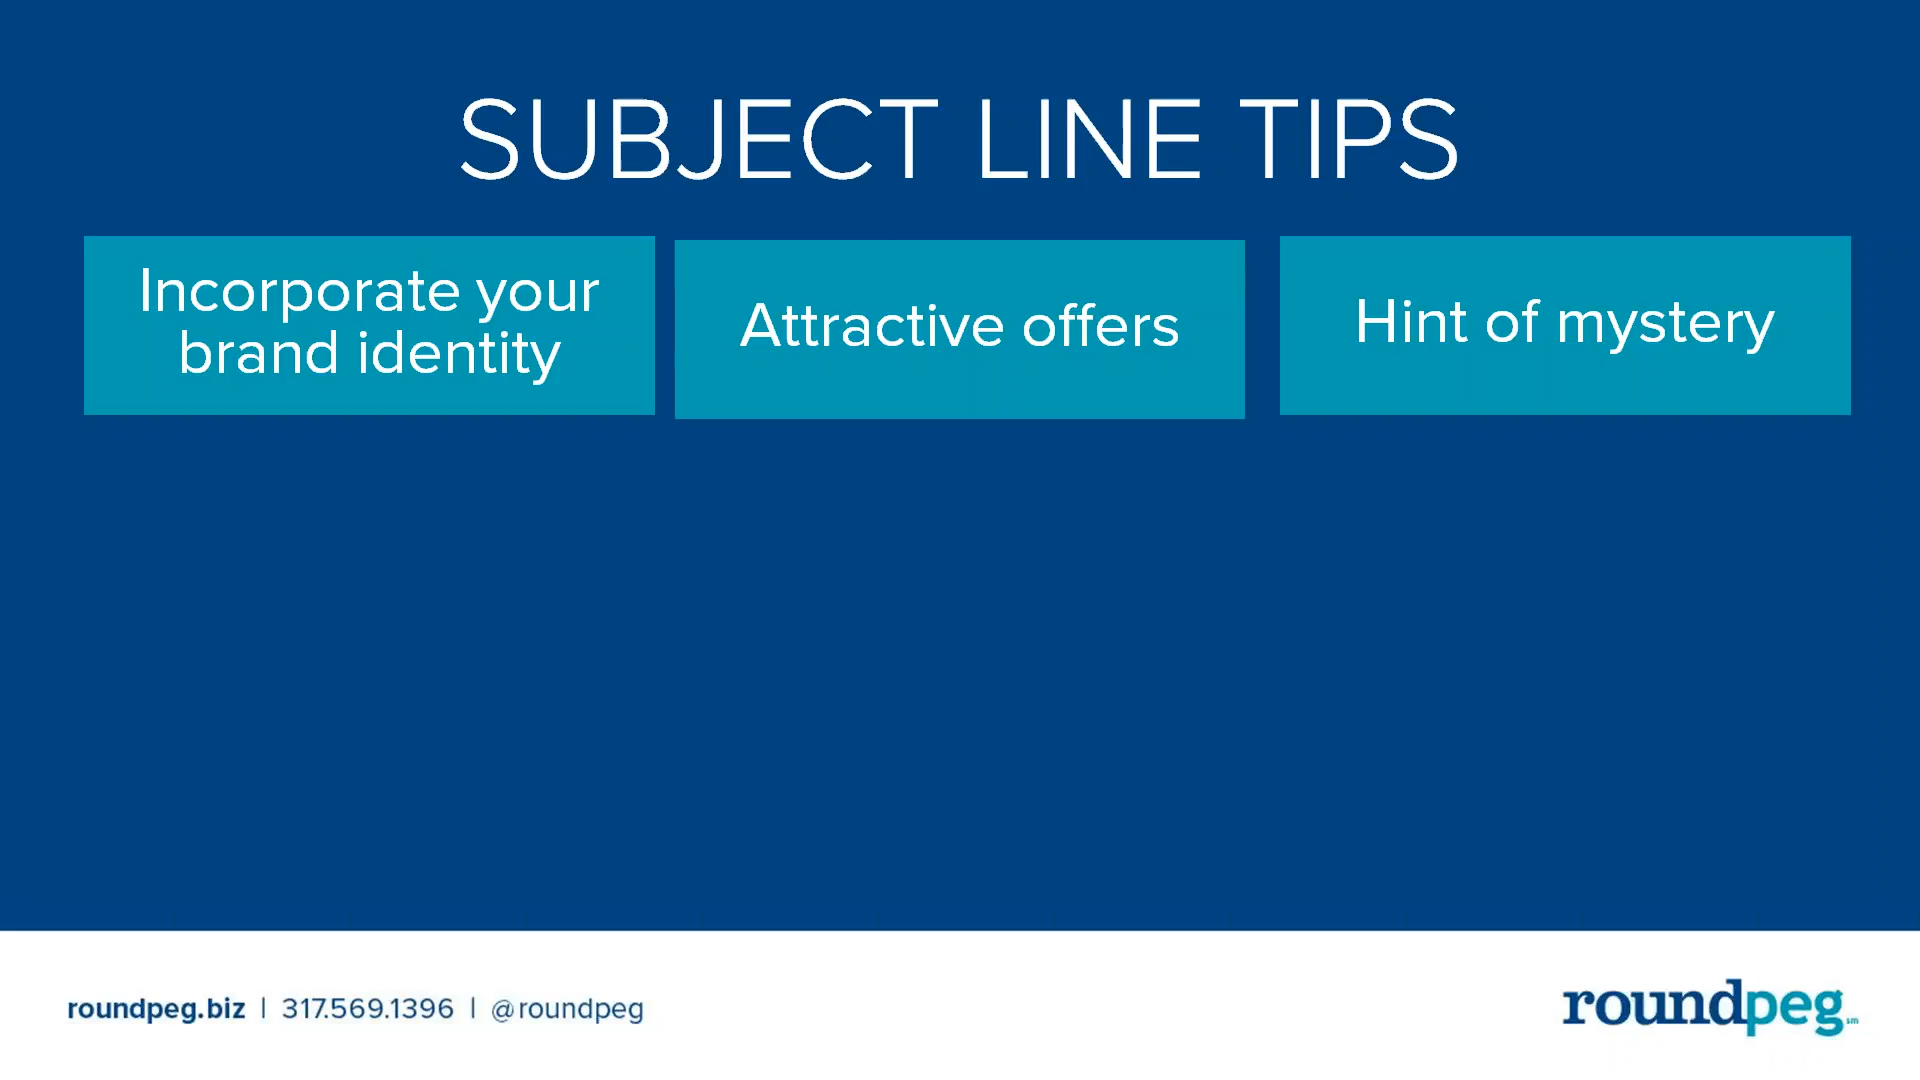 SUBJECT LINE TIPS
Incorporate your
brand identity
Attractive offers
Hint of mystery
roundpeg.biz | 317.569.1396 | @roundpeg
roundpeg sm